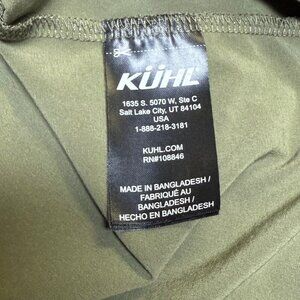 KÜHL
1635 S. 5070 W, Ste C
Salt Lake City, UT 84104
USA
1-888-218-3181
KUHL.COM
RN#108846
MADE IN BANGLADESH /
FABRIQUÉ AU
BANGLADESH /
HECHO EN BANGLADESH